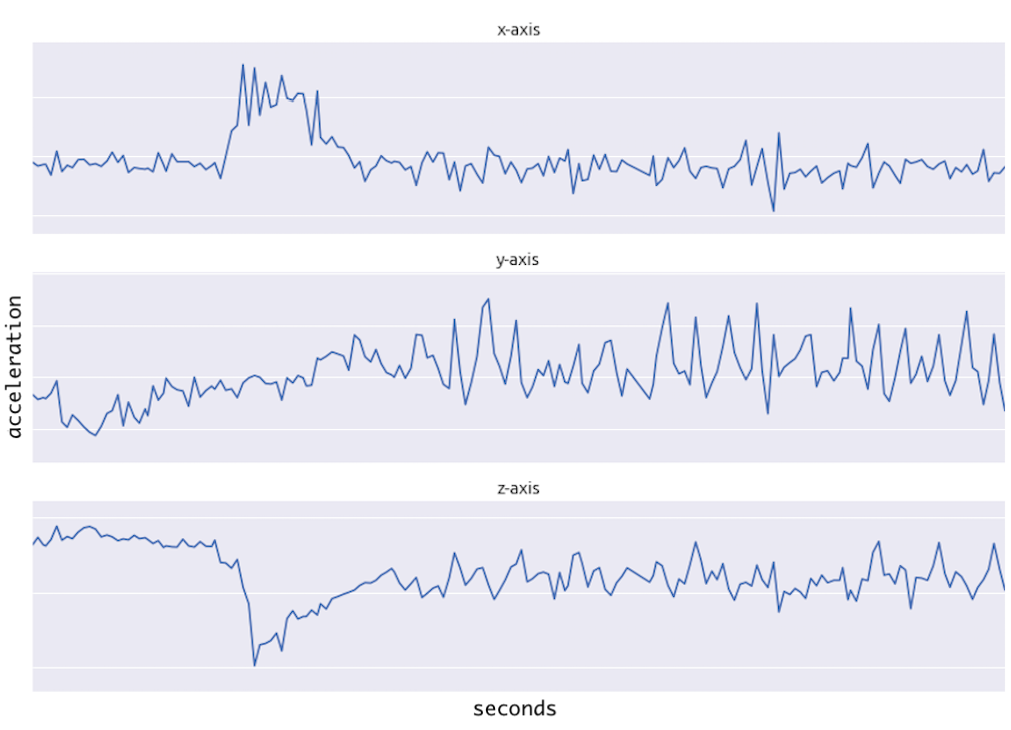 x-axis
y-axis
acceleration
z-axis
seconds